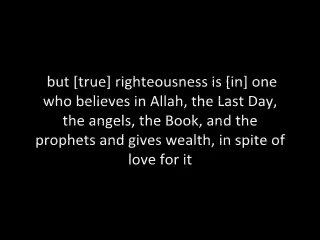 but [true] righteousness is [in] one
who believes in Allah, the Last Day,
the angels, the Book, and the
prophets and gives wealth, in spite of
love for it